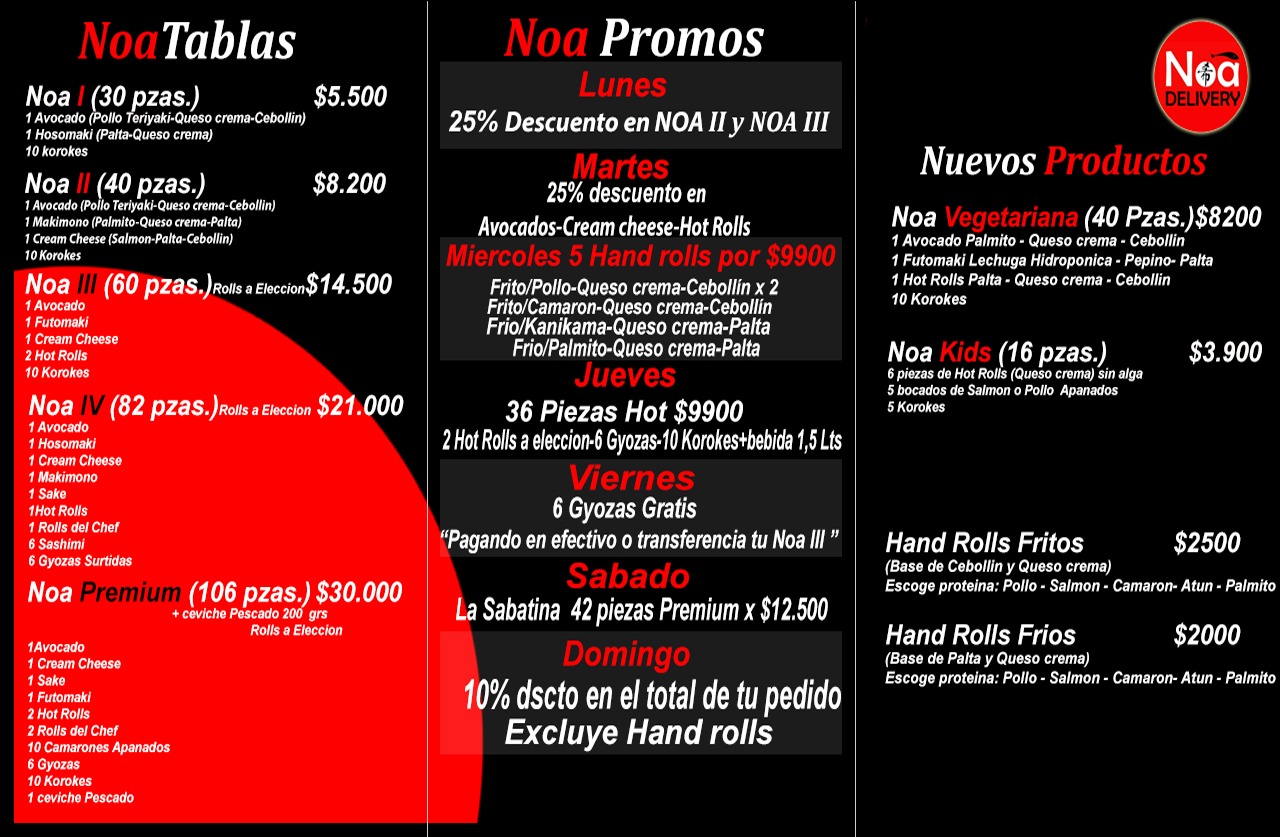 NoaTablas
Noa I (30 pzas.) $5.500
1 Avocado (Pollo Teriyaki-Queso crema-Cebollin)
1 Hosomaki (Palta-Queso crema)
10 korokes
Noa II (40 pzas.) $8.200
1 Avocado (Pollo Teriyaki-Queso crema-Cebollin)
1 Makimono (Palmito-Queso crema-Palta)
1 Cream Cheese (Salmon-Palta-Cebollin)
10 Korokes
Noa III (60 pzas.)Rolls a Eleccion$14.500
1 Avocado
1 Futomaki
1 Cream Cheese
2 Hot Rolls
10 Korokes
Noa IV (82 pzas.)Rolls a Eleccion $21.000
1 Avocado
1 Hosomaki
1 Cream Cheese
1 Makimono
1 Sake
1Hot Rolls
1 Rolls del Chef
6 Sashimi
6 Gyozas Surtidas
Noa Premium (106 pzas.) $30.000
+ ceviche Pescado 200 grs
Rolls a Eleccion
1Avocado
1 Cream Cheese
1 Sake
1 Futomaki
2 Hot Rolls
2 Rolls del Chef
10 Camarones Apanados
6 Gyozas
10 Korokes
1 ceviche Pescado
Noa Promos
Lunes
25% Descuento en NOA II y NOA III
Martes
25% descuento en
Avocados-Cream cheese-Hot Rolls
Miercoles 5 Hand rolls por $9900
Frito/Pollo-Queso crema-Cebollín x 2
Frito/Camaron-Queso crema-Cebollín
Frio/Kanikama-Queso crema-Palta
Frio/Palmito-Queso crema-Palta
Jueves
36 Piezas Hot $9900
2 Hot Rolls a eleccion-6 Gyozas-10 Korokes+bebida 1,5 Lts
Viernes
6 Gyozas Gratis
“Pagando en efectivo o transferencia tu Noa III ”
Sabado
La Sabatina 42 piezas Premium x $12.500
Domingo
10% dscto en el total de tu pedido
Excluye Hand rolls
Noa
DELIVERY
Nuevos Productos
Noa Vegetariana (40 Pzas.)$8200
1 Avocado Palmito - Queso crema - Cebollin
1 Futomaki Lechuga Hidroponica - Pepino- Palta
1 Hot Rolls Palta - Queso crema - Cebollin
10 Korokes
Noa Kids (16 pzas.) $3.900
6 piezas de Hot Rolls (Queso crema) sin alga
5 bocados de Salmon o Pollo Apanados
5 Korokes
Hand Rolls Fritos $2500
(Base de Cebollin y Queso crema)
Escoge proteina: Pollo - Salmon - Camaron- Atun - Palmito
Hand Rolls Frios $2000
(Base de Palta y Queso crema)
Escoge proteina: Pollo - Salmon - Camaron- Atun - Palmito